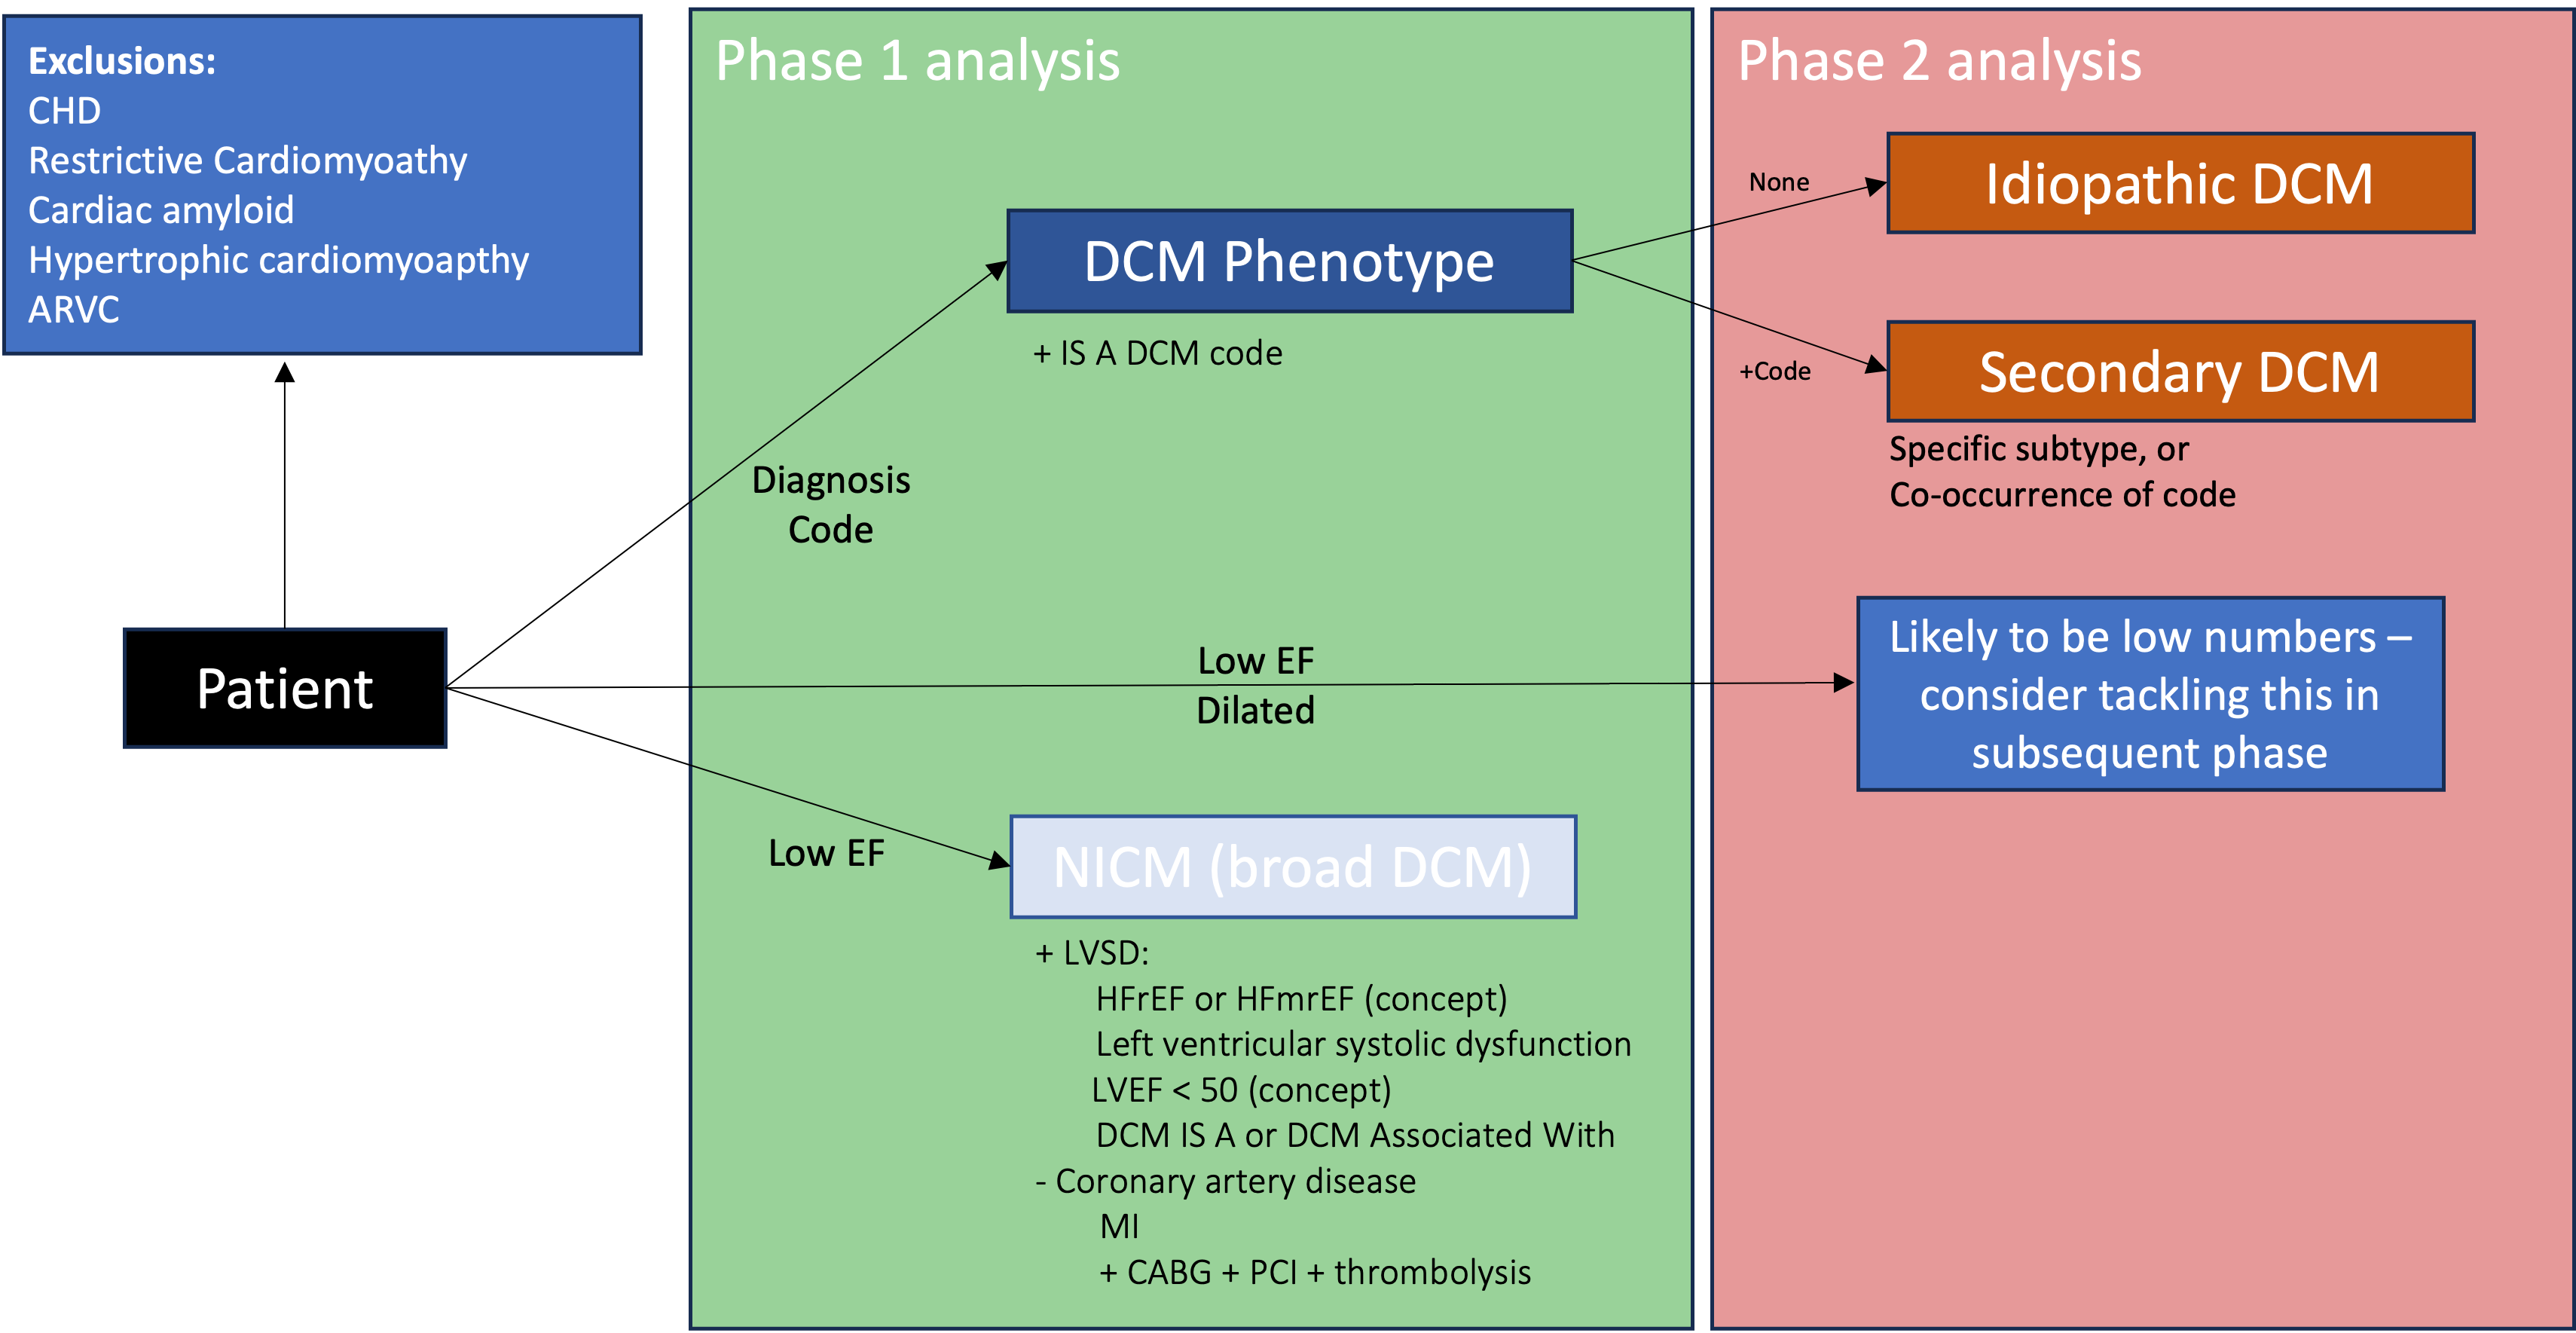 Exclusions:
CHD
Restrictive Cardiomyoathy
Cardiac amyloid
Hypertrophic cardiomyoapthy
ARVC
Patient
Phase 1 analysis
Diagnosis
Code
DCM Phenotype
+ IS A DCM code
Low EF
Dilated
Low EF
NICM (broad DCM)
+ LVSD:
HFrEF or HFmrEF (concept)
Left ventricular systolic dysfunction
LVEF < 50 (concept)
DCM IS A or DCM Associated With
- Coronary artery disease
MI
+ CABG + PCI + thrombolysis
Phase 2 analysis
None
Idiopathic DCM
+Code
Secondary DCM
Specific subtype, or
Co-occurrence of code
Likely to be low numbers –
consider tackling this in
subsequent phase